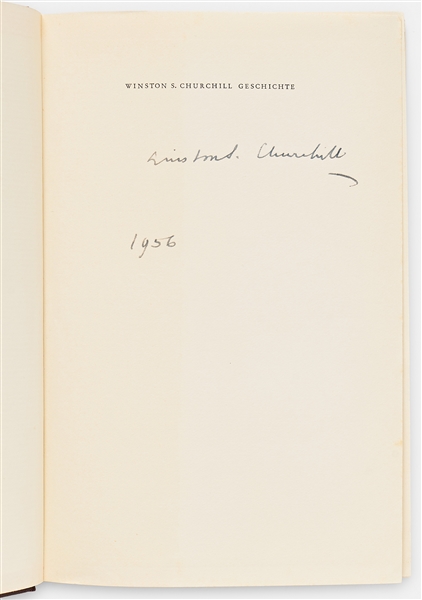 WINSTON S. CHURCHILL GESCHICHTE
Winston S. Churchill
1956